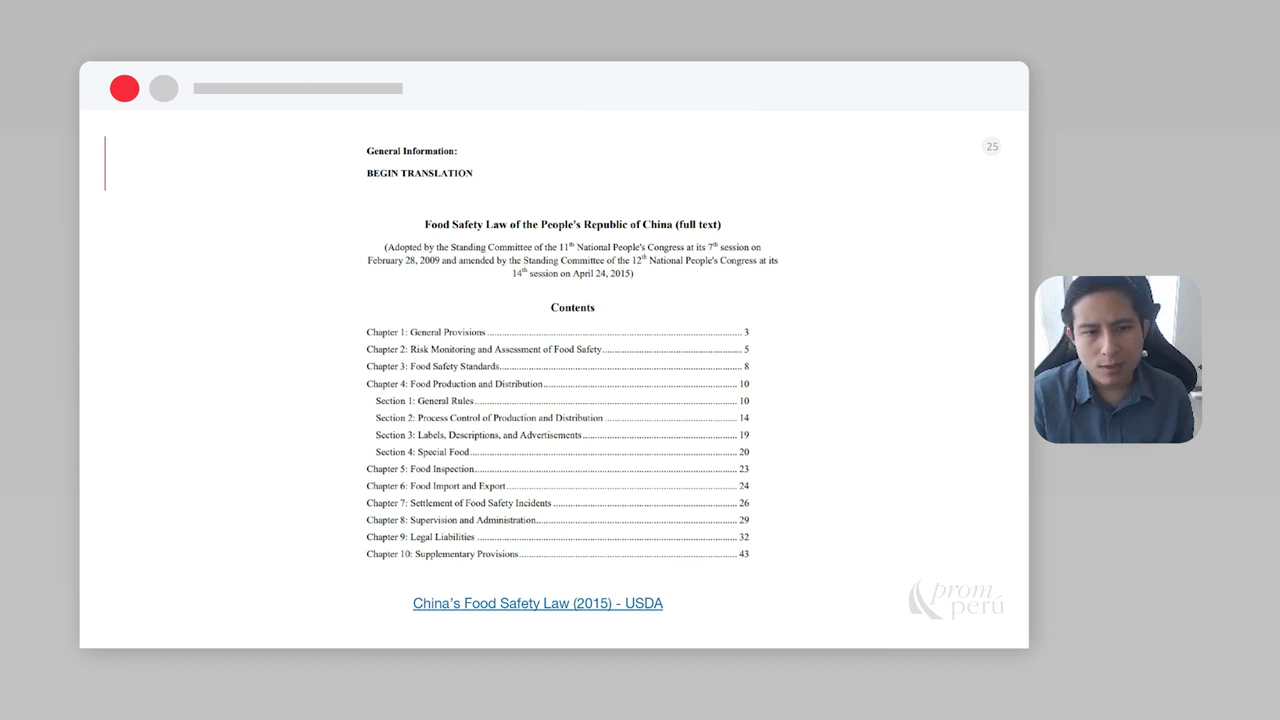 25
General Information:
BEGIN TRANSLATION
Food Safety Law of the People's Republic of China (full text)
(Adopted by the Standing Committee of the 11th National People's Congress at its 7th session on
February 28, 2009 and amended by the Standing Committee of the 12th National People's Congress at its
14th session on April 24, 2015)
Contents
Chapter 1: General Provisions 3
Chapter 2: Risk Monitoring and Assessment of Food Safety 5
Chapter 3: Food Safety Standards 8
Chapter 4: Food Production and Distribution 10
Section 1: General Rules 10
Section 2: Process Control of Production and Distribution 14
Section 3: Labels, Descriptions, and Advertisements 19
Section 4: Special Food 20
Chapter 5: Food Inspection 23
Chapter 6: Food Import and Export 24
Chapter 7: Settlement of Food Safety Incidents 26
Chapter 8: Supervision and Administration 29
Chapter 9: Legal Liabilities 32
Chapter 10: Supplementary Provisions 43
China's Food Safety Law (2015) - USDA
prom
perú